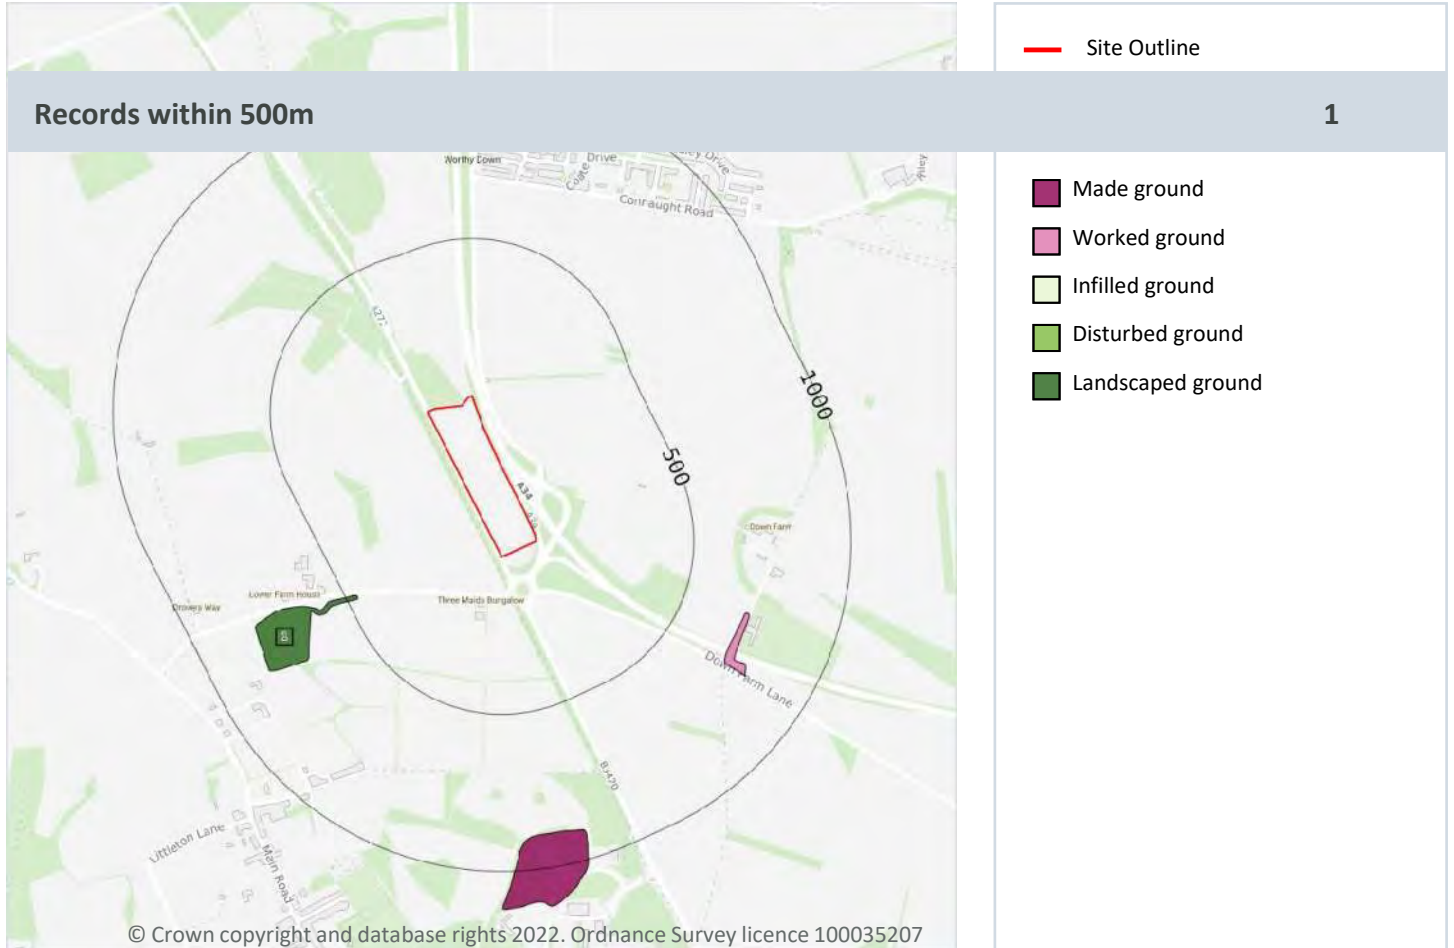 Site Outline
Records within 500m 1
Worthy Down
Drive
Connaught Road
Made ground
Worked ground
Infilled ground
Disturbed ground
Landscaped ground
1000
500
A34
Down Farm
Lower Farm House
Drovers Way
Three Maids Bungalow
Down Farm Lane
B3420
Littleton Lane
Main Road
© Crown copyright and database rights 2022. Ordnance Survey licence 100035207